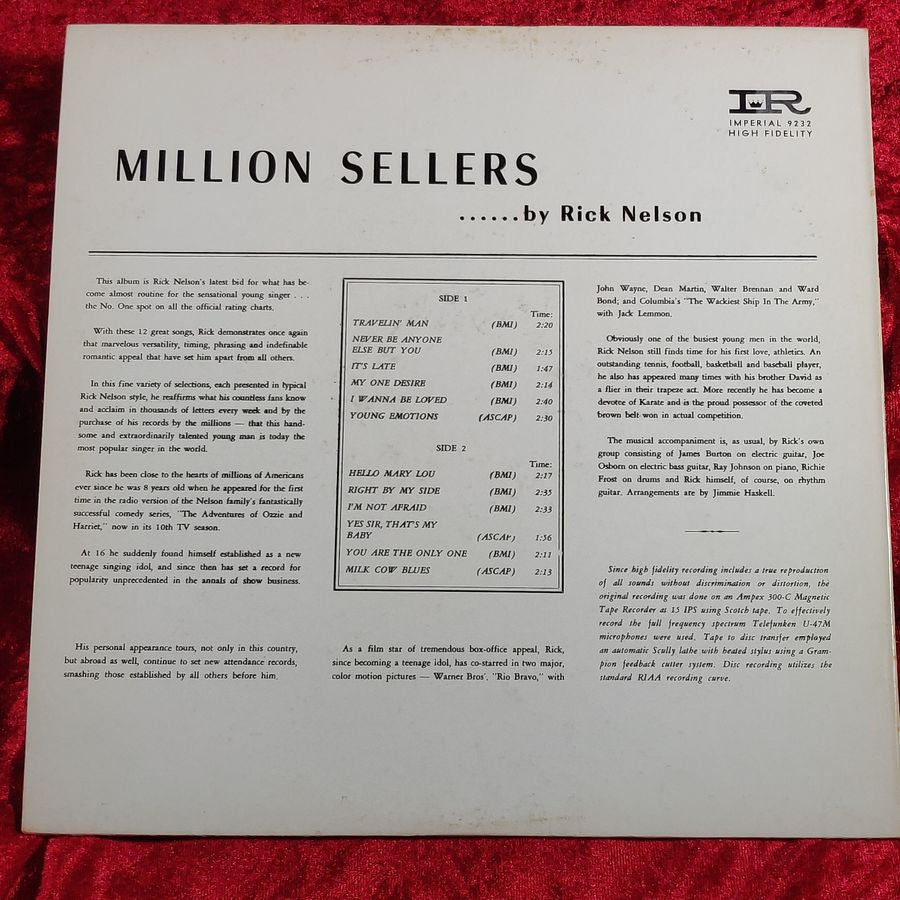 IR
IMPERIAL 9232
HIGH FIDELITY
MILLION SELLERS
......by Rick Nelson
This album is Rick Nelson's latest bid for what has be-
come almost routine for the sensational young singer . . .
the No. One spot on all the official rating charts.
With these 12 great songs, Rick demonstrates once again
that marvelous versatility, timing, phrasing and indefinable
romantic appeal that have set him apart from all others.
In this fine variety of selections, each presented in typical
Rick Nelson style, he reaffirms what his countless fans know
and acclaim in thousands of letters every week and by the
purchase of his records by the millions — that this hand-
some and extraordinarily talented young man is today the
most popular singer in the world.
Rick has been close to the hearts of millions of Americans
ever since he was 8 years old when he appeared for the first
time in the radio version of the Nelson family's fantastically
successful comedy series, "The Adventures of Ozzie and
Harriet," now in its 10th TV season.
At 16 he suddenly found himself established as a new
teenage singing idol, and since then has set a record for
popularity unprecedented in the annals of show business.
His personal appearance tours, not only in this country,
but abroad as well, continue to set new attendance records,
smashing those established by all others before him.
SIDE 1
Time:
TRAVELIN' MAN (BMI) 2:20
NEVER BE ANYONE
ELSE BUT YOU (BMI) 2:15
IT'S LATE (BMI) 1:47
MY ONE DESIRE (BMI) 2:14
I WANNA BE LOVED (BMI) 2:40
YOUNG EMOTIONS (ASCAP) 2:30
SIDE 2
Time:
HELLO MARY LOU (BMI) 2:17
RIGHT BY MY SIDE (BMI) 2:35
I'M NOT AFRAID (BMI) 2:33
YES SIR, THAT'S MY
BABY (ASCAP) 1:56
YOU ARE THE ONLY ONE (BMI) 2:11
MILK COW BLUES (ASCAP) 2:13
As a film star of tremendous box-office appeal, Rick,
since becoming a teenage idol, has co-starred in two major,
color motion pictures — Warner Bros'. "Rio Bravo," with
John Wayne, Dean Martin, Walter Brennan and Ward
Bond; and Columbia's "The Wackiest Ship In The Army,"
with Jack Lemmon.
Obviously one of the busiest young men in the world,
Rick Nelson still finds time for his first love, athletics. An
outstanding tennis, football, basketball and baseball player,
he also has appeared many times with his brother David as
a flier in their trapeze act. More recently he has become a
devotee of Karate and is the proud possessor of the coveted
brown belt won in actual competition.
The musical accompaniment is, as usual, by Rick's own
group consisting of James Burton on electric guitar, Joe
Osborn on electric bass guitar, Ray Johnson on piano, Richie
Frost on drums and Rick himself, of course, on rhythm
guitar. Arrangements are by Jimmie Haskell.
Since high fidelity recording includes a true reproduction
of all sounds without discrimination or distortion, the
original recording was done on an Ampex 300-C Magnetic
Tape Recorder at 15 IPS using Scotch tape. To effectively
record the full frequency spectrum Telefunken U-47M
microphones were used. Tape to disc transfer employed
an automatic Scully lathe with heated stylus using a Gram-
pion feedback cutter system. Disc recording utilizes the
standard RIAA recording curve.